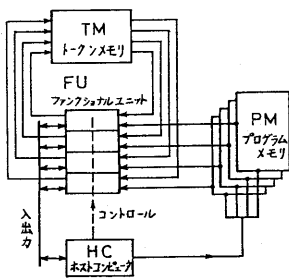 TM
トークンメモリ
FU
ファンクショナルユニット
PM
プログラム
メモリ
入出力
コントロール
HC
ホストコンピュータ